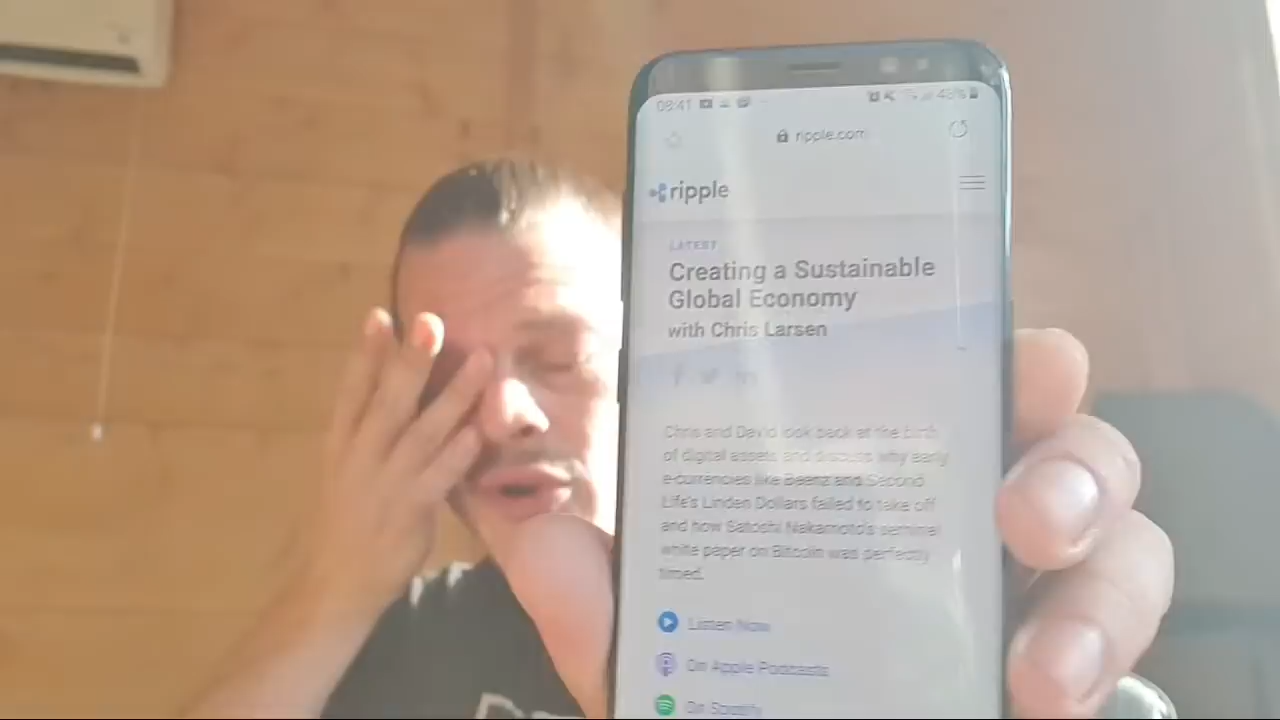 08:41
43%
ripple.com
ripple
LATEST
Creating a Sustainable
Global Economy
with Chris Larsen
Chris and David look back at the birth
of digital assets and discuss why early
e-currencies like Beenz and Second
Life's Linden Dollars failed to take off
and how Satoshi Nakamoto's seminal
white paper on Bitcoin was perfectly
timed.
Listen Now
On Apple Podcasts
On Spotify